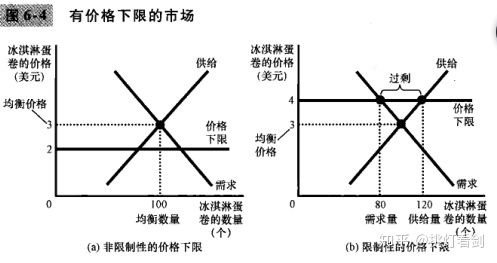 图 6-4 有价格下限的市场
冰淇淋蛋
卷的价格
(美元)
供给
均衡价格
3
价格
下限
2
需求
0
100
均衡数量
冰淇淋蛋
卷的数量
(个)
(a) 非限制性的价格下限
冰淇淋蛋
卷的价格
(美元)
供给
过剩
4
价格
下限
3
均衡
价格
需求
0
80
需求量
120
供给量
冰淇淋蛋
卷的数量
(个)
(b) 限制性的价格下限
知乎